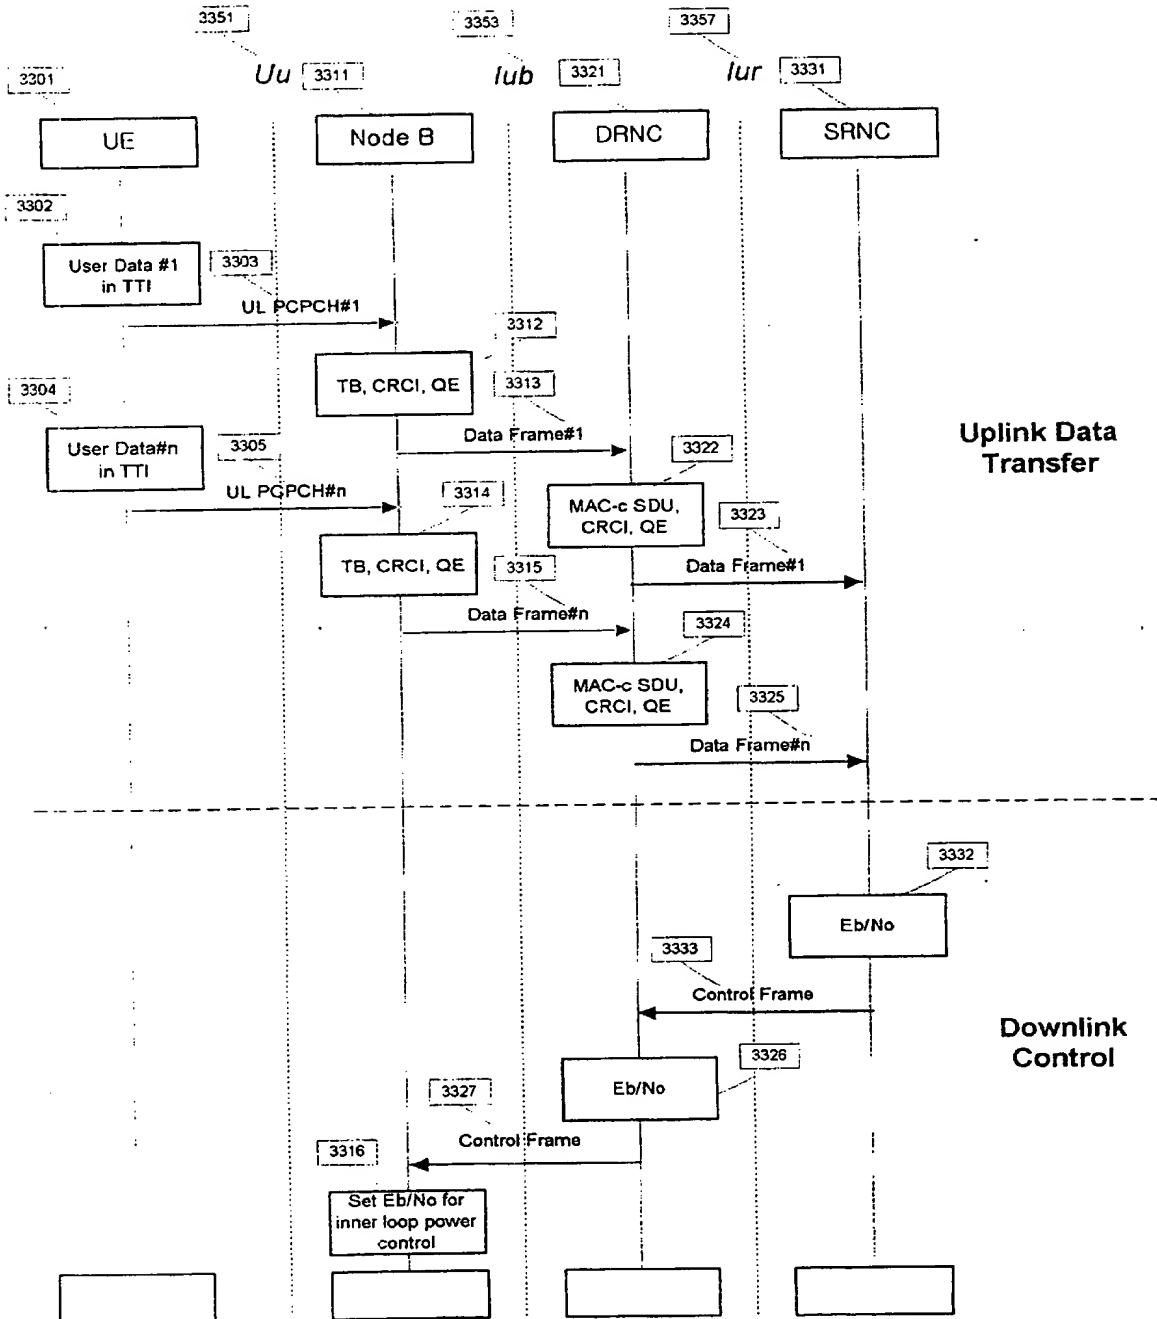 3351
3353
3357
3301
Uu
3311
Iub
3321
Iur
3331
UE
Node B
DRNC
SRNC
3302
User Data #1
in TTI
3303
UL PCPCH#1
3312
TB, CRCI, QE
3313
3304
Data Frame#1
User Data#n
in TTI
3305
3322
Uplink Data
Transfer
UL PCPCH#n
3314
MAC-c SDU,
CRCI, QE
3323
TB, CRCI, QE
3315
Data Frame#1
Data Frame#n
3324
MAC-c SDU,
CRCI, QE
3325
Data Frame#n
3332
Eb/No
3333
Control Frame
Downlink
Control
3326
Eb/No
3327
Control Frame
3316
Set Eb/No for
inner loop power
control